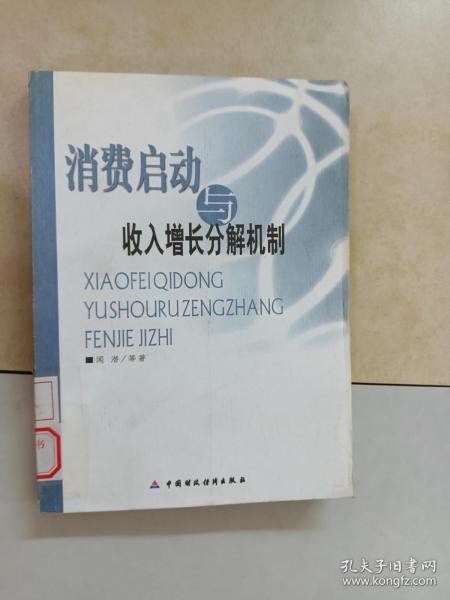 消费启动
与
收入增长分解机制
XIAOFEIQIDONG
YUSHOURUZENGZHANG
FENJIE JIZHI
■闻 潜/等著
中国财政经济出版社
书
孔夫子旧书网
www.kongfz.com